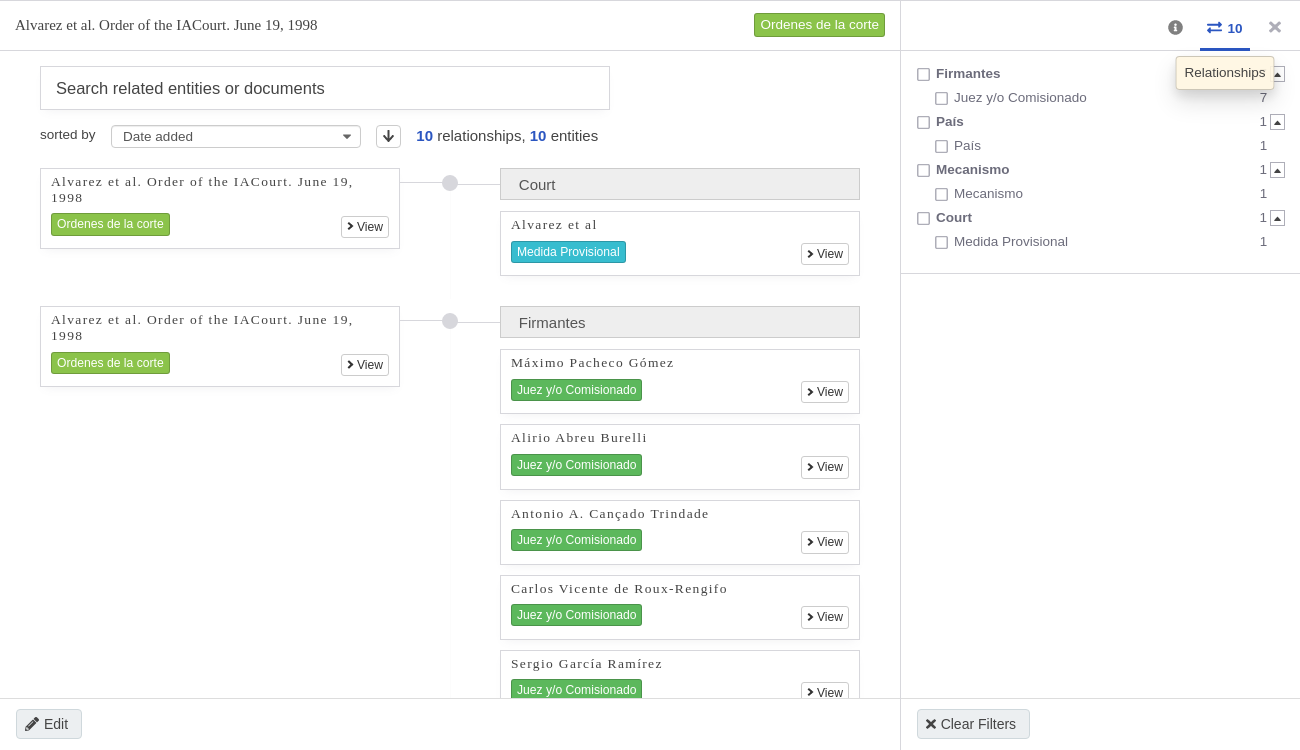 Alvarez et al. Order of the IACourt. June 19, 1998
Ordenes de la corte
10
Relationships
Search related entities or documents
sorted by
Date added
10 relationships, 10 entities
Alvarez et al. Order of the IACourt. June 19,
1998
Ordenes de la corte
View
Court
Alvarez et al
Medida Provisional
View
Alvarez et al. Order of the IACourt. June 19,
1998
Ordenes de la corte
View
Firmantes
Máximo Pacheco Gómez
Juez y/o Comisionado
View
Alirio Abreu Burelli
Juez y/o Comisionado
View
Antonio A. Cançado Trindade
Juez y/o Comisionado
View
Carlos Vicente de Roux-Rengifo
Juez y/o Comisionado
View
Sergio García Ramírez
Juez y/o Comisionado
View
Firmantes
Juez y/o Comisionado 7
País 1
País 1
Mecanismo 1
Mecanismo 1
Court 1
Medida Provisional 1
Edit
Clear Filters